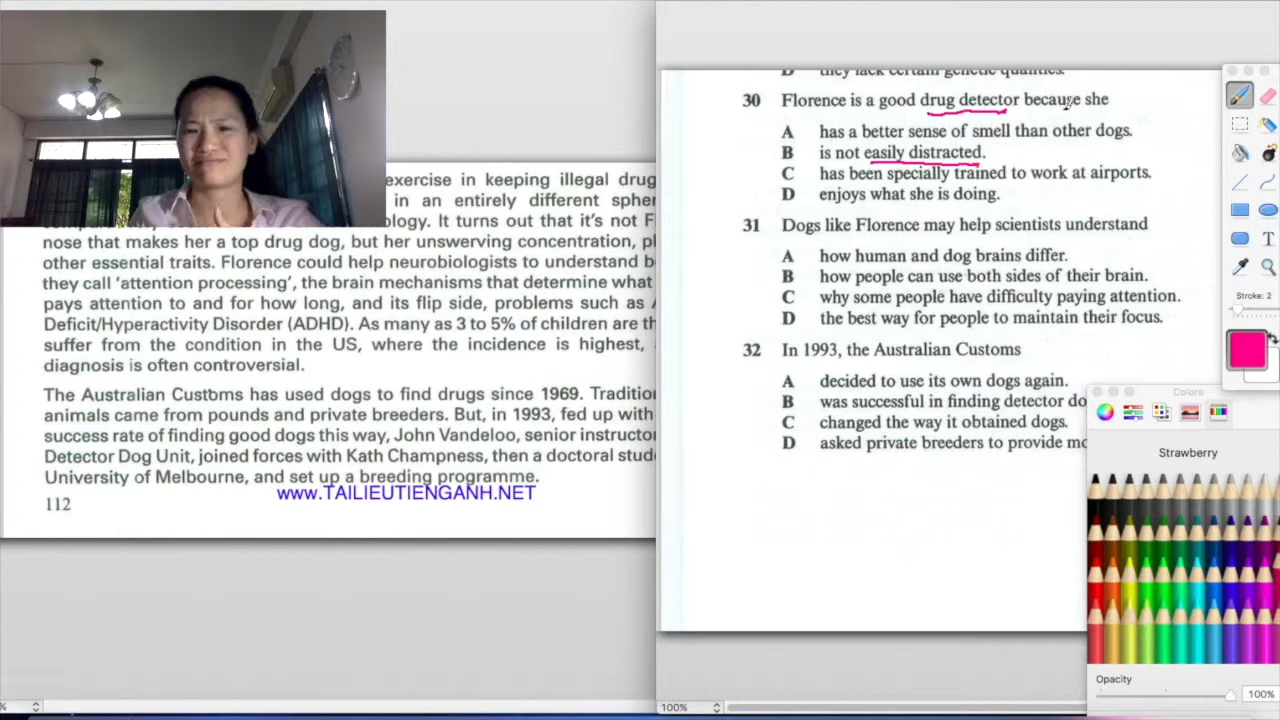 exercise in keeping illegal drug
in an entirely different spher
ology. It turns out that it's not F
nose that makes her a top drug dog, but her unswerving concentration, pl
other essential traits. Florence could help neurobiologists to understand b
they call 'attention processing', the brain mechanisms that determine what
pays attention to and for how long, and its flip side, problems such as A
Deficit/Hyperactivity Disorder (ADHD). As many as 3 to 5% of children are th
suffer from the condition in the US, where the incidence is highest,
diagnosis is often controversial.
The Australian Customs has used dogs to find drugs since 1969. Tradition
animals came from pounds and private breeders. But, in 1993, fed up with
success rate of finding good dogs this way, John Vandeloo, senior instructo
Detector Dog Unit, joined forces with Kath Champness, then a doctoral stud
University of Melbourne, and set up a breeding programme.
www.TAILIEUTIENGANH.NET
112
D they lack certain genetic qualities.
30 Florence is a good drug detector because she
A has a better sense of smell than other dogs.
B is not easily distracted.
C has been specially trained to work at airports.
D enjoys what she is doing.
31 Dogs like Florence may help scientists understand
A how human and dog brains differ.
B how people can use both sides of their brain.
C why some people have difficulty paying attention.
D the best way for people to maintain their focus.
32 In 1993, the Australian Customs
A decided to use its own dogs again.
B was successful in finding detector do
C changed the way it obtained dogs.
D asked private breeders to provide mo
T
Stroke: 2
Colors
Strawberry
Opacity
100%
%
100%